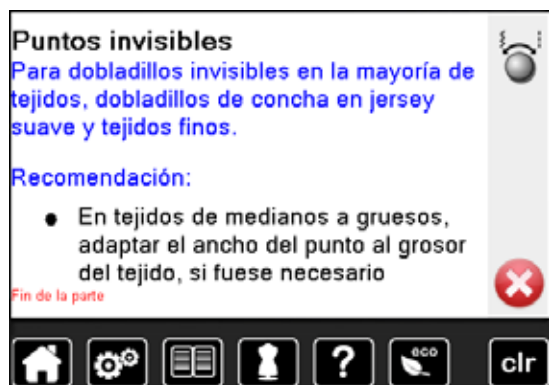 Puntos invisibles
Para dobladillos invisibles en la mayoría de
tejidos, dobladillos de concha en jersey
suave y tejidos finos.
Recomendación:
● En tejidos de medianos a gruesos,
adaptar el ancho del punto al grosor
del tejido, si fuese necesario
Fin de la parte
?
eco
clr